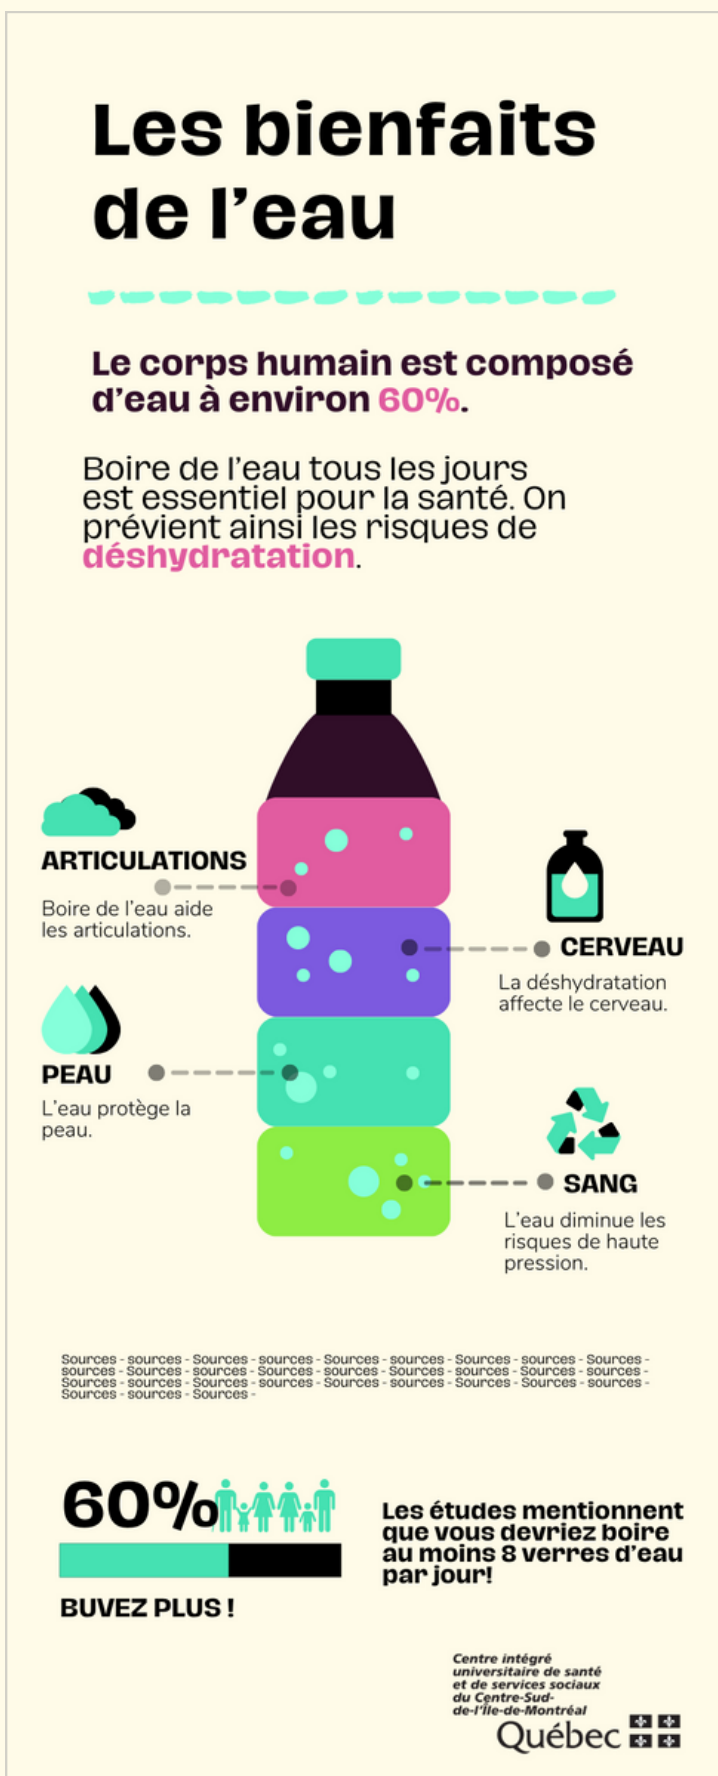 Les bienfaits
de l'eau
Le corps humain est composé
d'eau à environ 60%.
Boire de l'eau tous les jours
est essentiel pour la santé. On
prévient ainsi les risques de
déshydratation.
ARTICULATIONS
Boire de l'eau aide
les articulations.
CERVEAU
La déshydratation
affecte le cerveau.
PEAU
L'eau protège la
peau.
SANG
L'eau diminue les
risques de haute
pression.
Sources - sources - Sources - sources - Sources - sources - Sources - sources - Sources -
sources - Sources - sources - Sources - sources - Sources - sources - Sources - sources -
Sources - sources - Sources - sources - Sources - sources - Sources - Sources - sources -
Sources - sources - Sources -
60%
BUVEZ PLUS !
Les études mentionnent
que vous devriez boire
au moins 8 verres d'eau
par jour!
Centre intégré
universitaire de santé
et de services sociaux
du Centre-Sud-
de-l'Île-de-Montréal
Québec